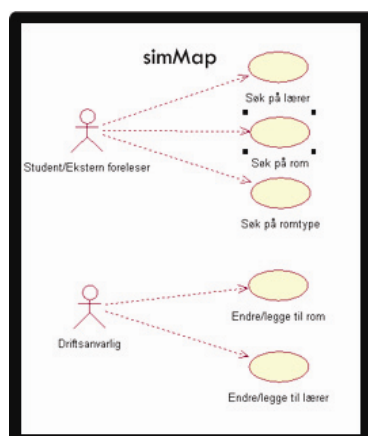 simMap
Søk på lærer
Søk på rom
Student/Ekstern foreleser
Søk på romtype
Endre/legge til rom
Driftsanvarlig
Endre/legge til lærer